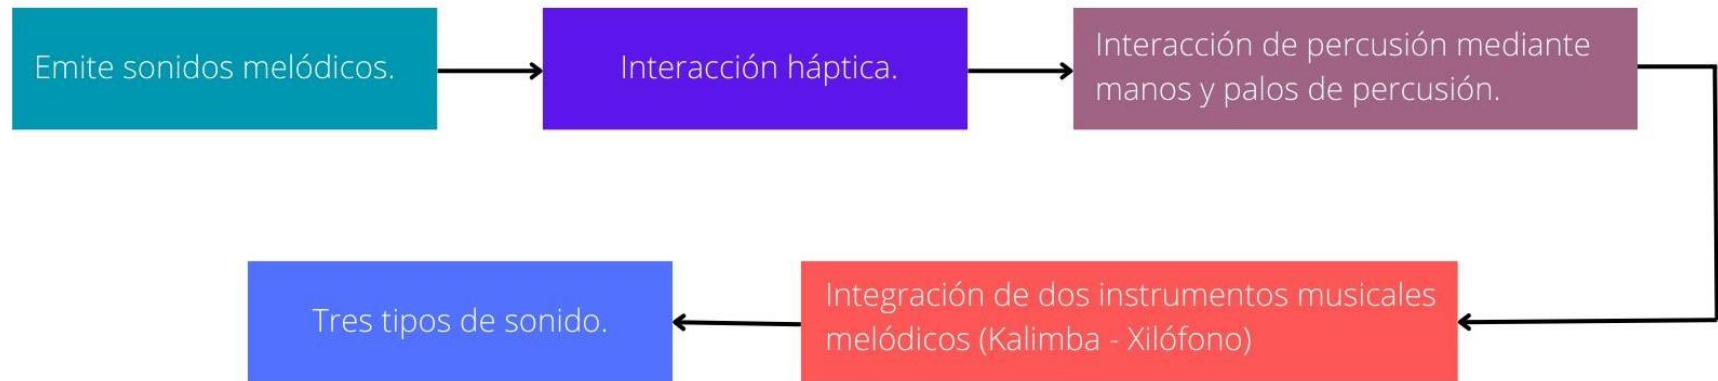 Emite sonidos melódicos.
Interacción háptica.
Interacción de percusión mediante
manos y palos de percusión.
Integración de dos instrumentos musicales
melódicos (Kalimba - Xilófono)
Tres tipos de sonido.